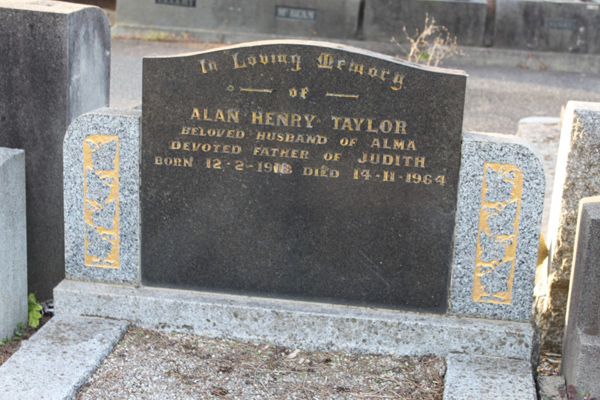 In Loving Memory
of
ALAN HENRY TAYLOR
BELOVED HUSBAND OF ALMA
DEVOTED FATHER OF JUDITH
BORN 12-2-1918 DIED 14-11-1964